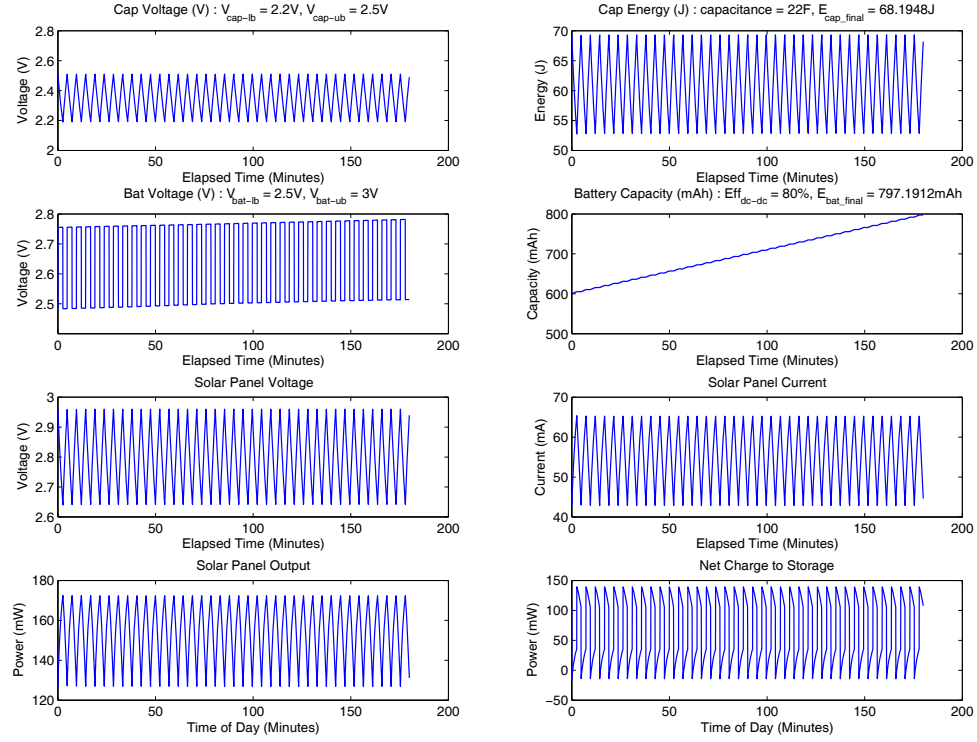 Cap Voltage (V) : V_cap-lb = 2.2V, V_cap-ub = 2.5V
2.8
2.6
2.4
2.2
2
Voltage (V)
0 50 100 150 200
Elapsed Time (Minutes)
Cap Energy (J) : capacitance = 22F, E_cap_final = 68.1948J
70
65
60
55
50
Energy (J)
0 50 100 150 200
Elapsed Time (Minutes)
Bat Voltage (V) : V_bat-lb = 2.5V, V_bat-ub = 3V
2.8
2.7
2.6
2.5
Voltage (V)
0 50 100 150 200
Elapsed Time (Minutes)
Battery Capacity (mAh) : Eff_dc-dc = 80%, E_bat_final = 797.1912mAh
800
700
600
500
Capacity (mAh)
0 50 100 150 200
Elapsed Time (Minutes)
Solar Panel Voltage
3
2.9
2.8
2.7
2.6
Voltage (V)
0 50 100 150 200
Elapsed Time (Minutes)
Solar Panel Current
70
60
50
40
Current (mA)
0 50 100 150 200
Elapsed Time (Minutes)
Solar Panel Output
180
160
140
120
Power (mW)
0 50 100 150 200
Time of Day (Minutes)
Net Charge to Storage
150
100
50
0
−50
Power (mW)
0 50 100 150 200
Time of Day (Minutes)